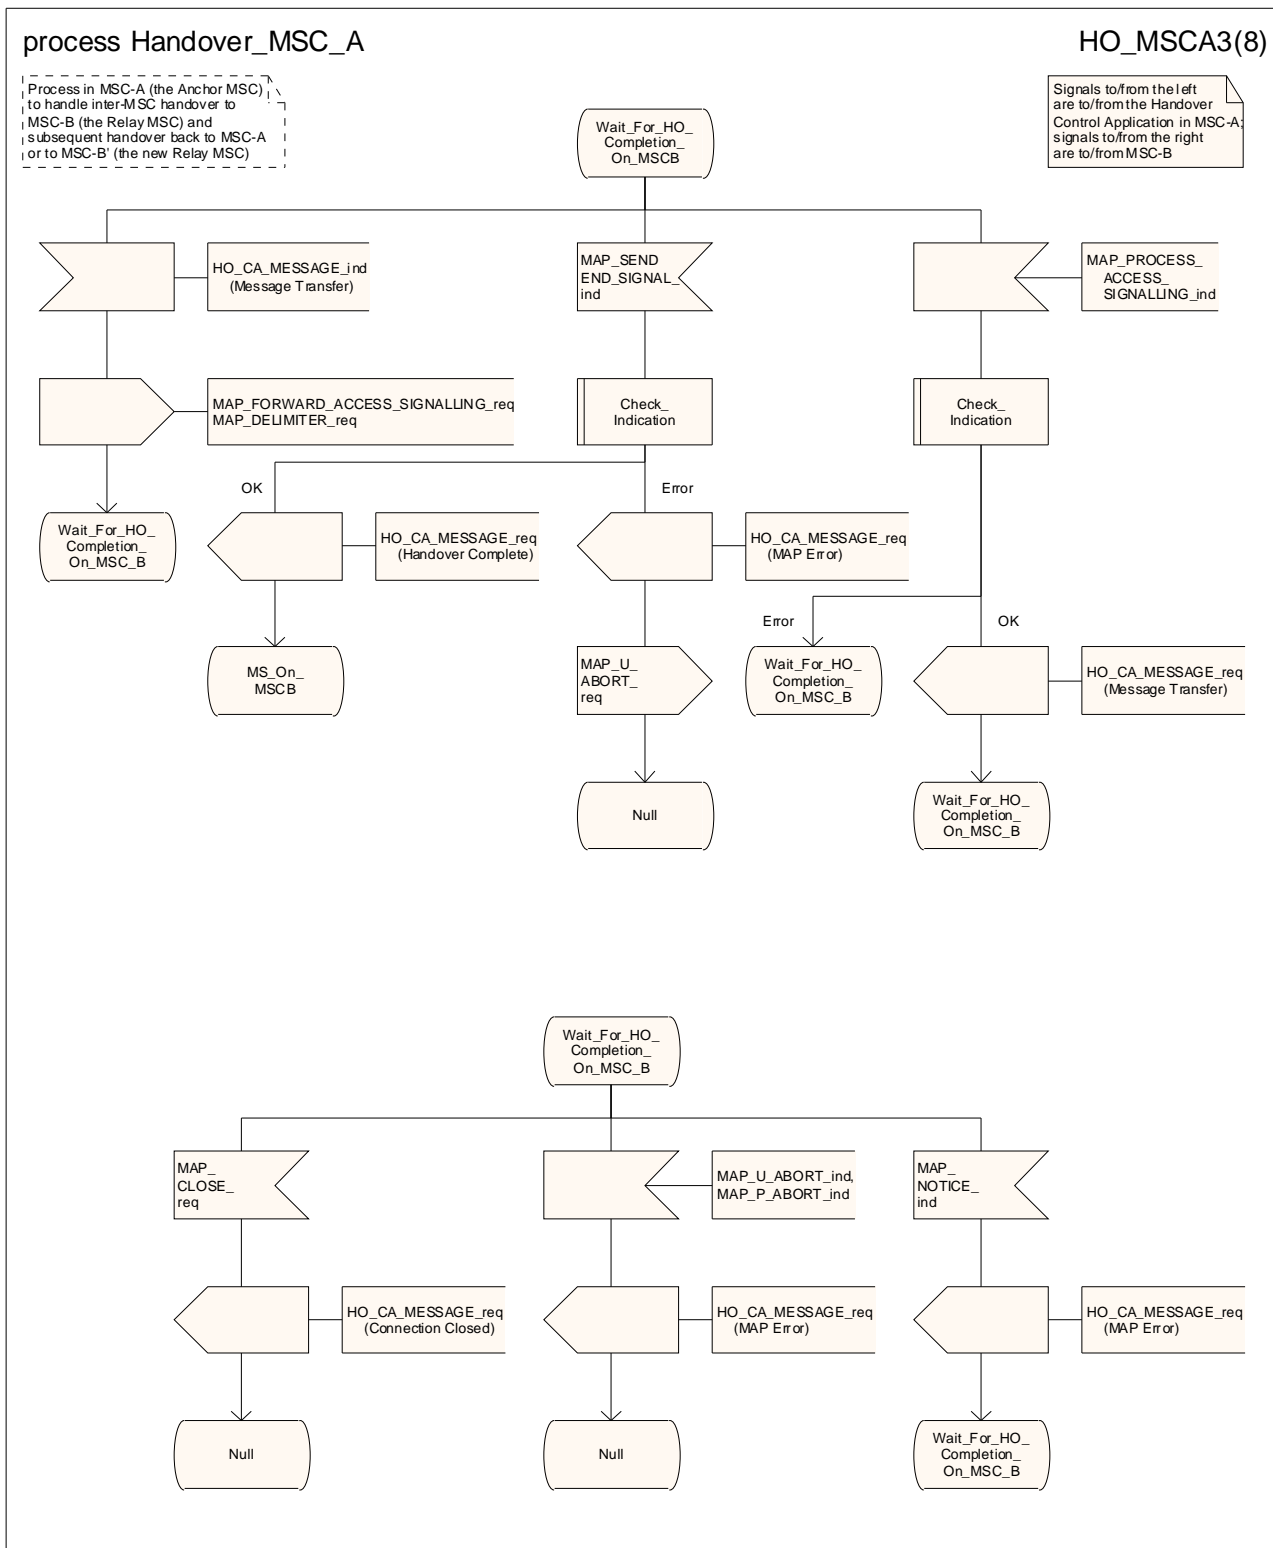 process Handover_MSC_A
HO_MSCA3(8)
Process in MSC-A (the Anchor MSC)
to handle inter-MSC handover to
MSC-B (the Relay MSC) and
subsequent handover back to MSC-A
or to MSC-B' (the new Relay MSC)
Signals to/from the left
are to/from the Handover
Control Application in MSC-A;
signals to/from the right
are to/from MSC-B
Wait_For_HO_
Completion_
On_MSCB
HO_CA_MESSAGE_ind
(Message Transfer)
MAP_SEND
END_SIGNAL_
ind
MAP_PROCESS_
ACCESS_
SIGNALLING_ind
MAP_FORWARD_ACCESS_SIGNALLING_req
MAP_DELIMITER_req
Check_
Indication
Check_
Indication
OK
Error
Wait_For_HO_
Completion_
On_MSC_B
HO_CA_MESSAGE_req
(Handover Complete)
HO_CA_MESSAGE_req
(MAP Error)
Error
OK
MS_On_
MSCB
MAP_U_
ABORT_
req
Wait_For_HO_
Completion_
On_MSC_B
HO_CA_MESSAGE_req
(Message Transfer)
Null
Wait_For_HO_
Completion_
On_MSC_B
Wait_For_HO_
Completion_
On_MSC_B
MAP_
CLOSE_
req
MAP_U_ABORT_ind,
MAP_P_ABORT_ind
MAP_
NOTICE_
ind
HO_CA_MESSAGE_req
(Connection Closed)
HO_CA_MESSAGE_req
(MAP Error)
HO_CA_MESSAGE_req
(MAP Error)
Null
Null
Wait_For_HO_
Completion_
On_MSC_B